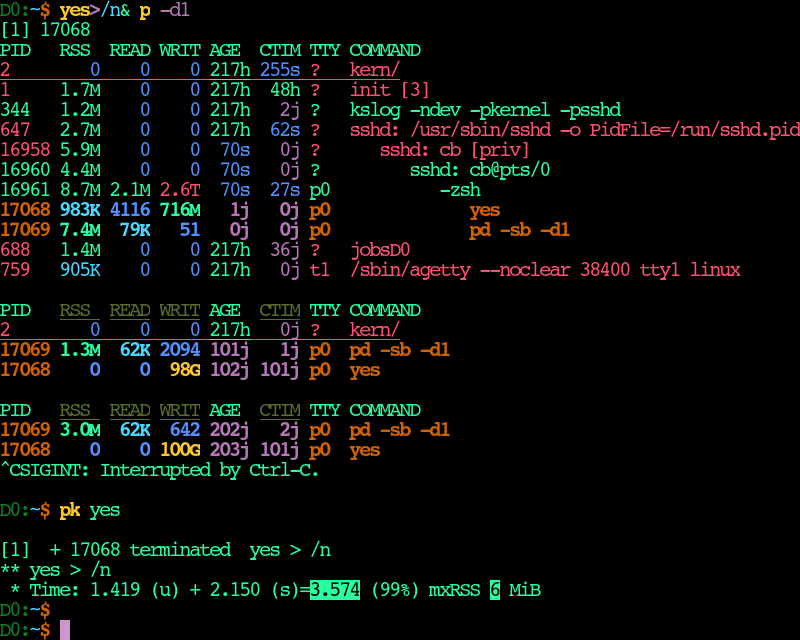 D0:~$ yes>/n& p -d1
[1] 17068
PID RSS READ WRIT AGE CTIM TTY COMMAND
2 0 0 0 217h 255s ? kern/
1 1.7M 0 0 217h 48h ? init [3]
344 1.2M 0 0 217h 2j ? kslog -ndev -pkernel -psshd
647 2.7M 0 0 217h 62s ? sshd: /usr/sbin/sshd -o PidFile=/run/sshd.pid
16958 5.9M 0 0 70s 0j ? sshd: cb [priv]
16960 4.4M 0 0 70s 0j ? sshd: cb@pts/0
16961 8.7M 2.1M 2.6T 70s 27s p0 -zsh
17068 983K 4116 716M 1j 0j p0 yes
17069 7.4M 79K 51 0j 0j p0 pd -sb -d1
688 1.4M 0 0 217h 36j ? jobsD0
759 905K 0 0 217h 0j t1 /sbin/agetty --noclear 38400 tty1 linux
PID RSS READ WRIT AGE CTIM TTY COMMAND
2 0 0 0 217h 0j ? kern/
17069 1.3M 62K 2094 101j 1j p0 pd -sb -d1
17068 0 0 98G 102j 101j p0 yes
PID RSS READ WRIT AGE CTIM TTY COMMAND
17069 3.0M 62K 642 202j 2j p0 pd -sb -d1
17068 0 0 100G 203j 101j p0 yes
^CSIGINT: Interrupted by Ctrl-C.
D0:~$ pk yes
[1]  + 17068 terminated  yes > /n
** yes > /n
 * Time: 1.419 (u) + 2.150 (s)=3.574 (99%) mxRSS 6 MiB
D0:~$
D0:~$